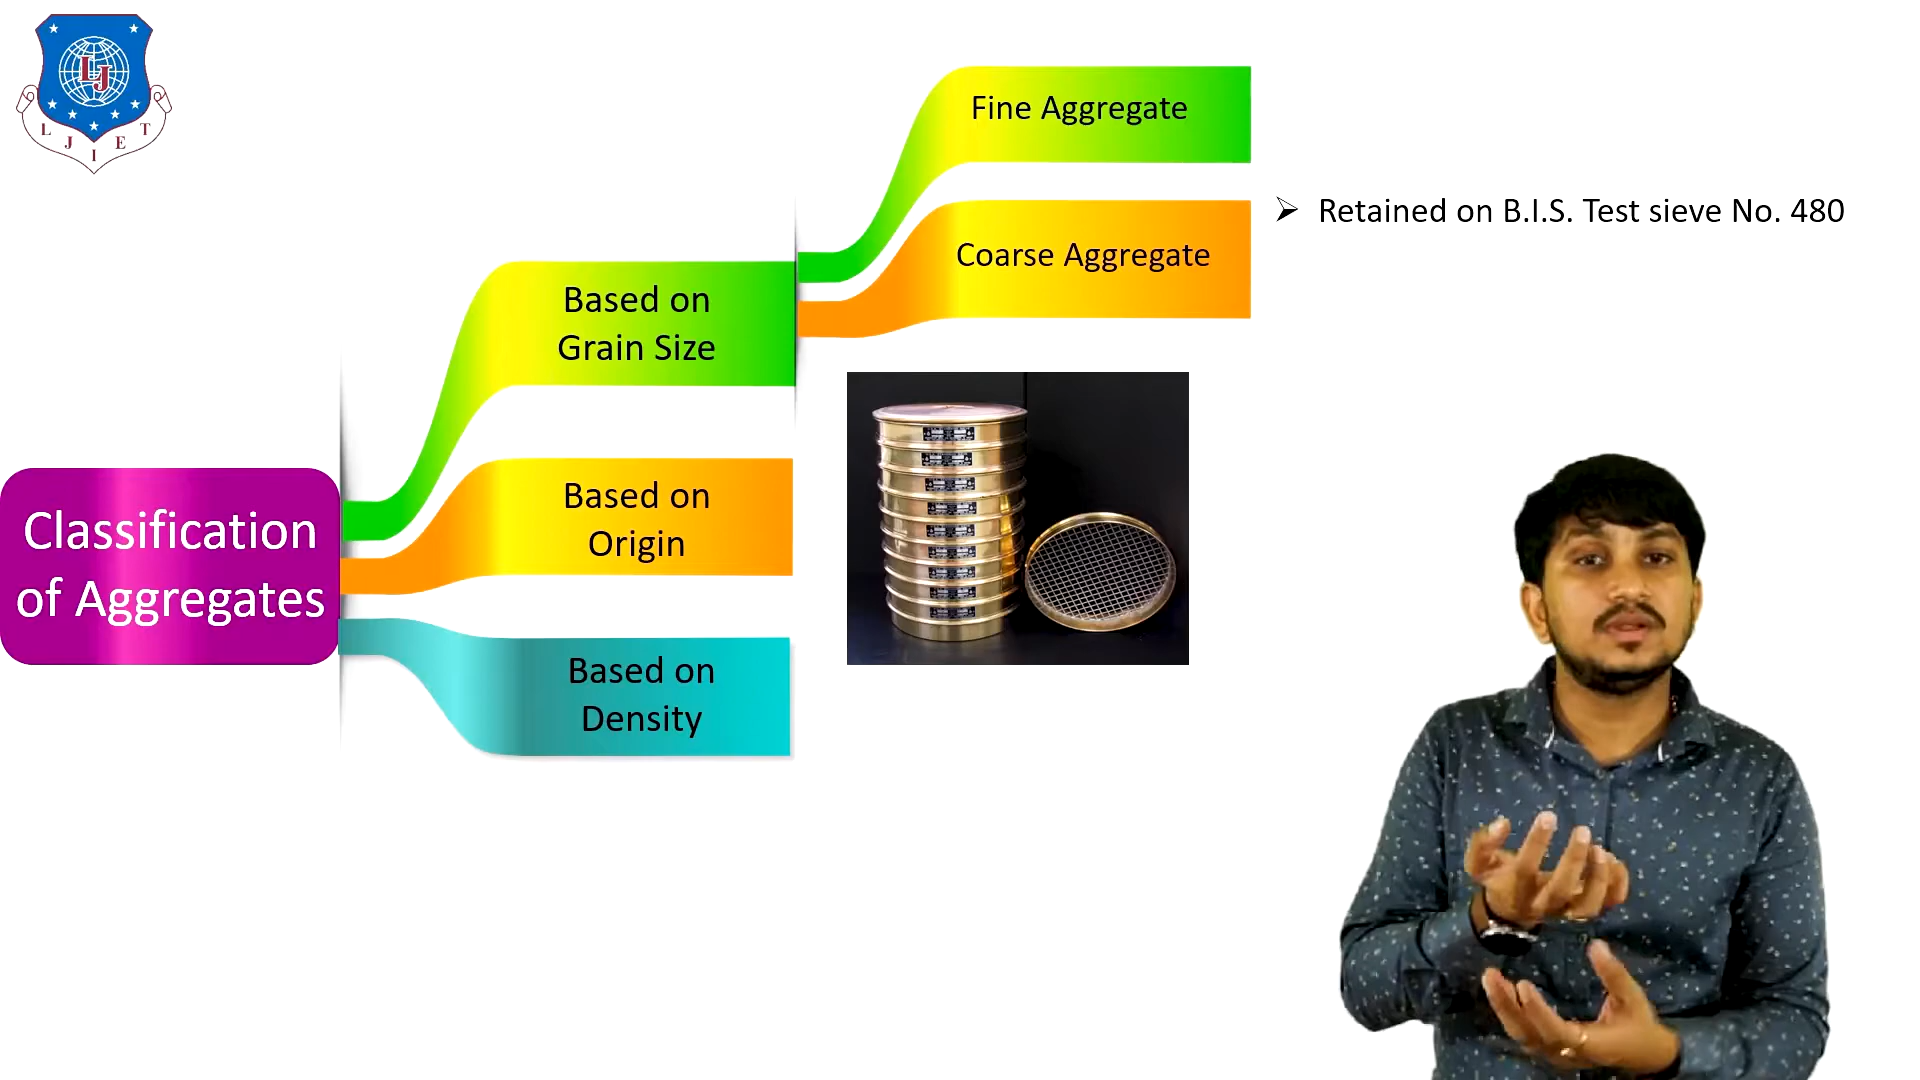 L J I E T
LJ
Fine Aggregate
Coarse Aggregate
➢ Retained on B.I.S. Test sieve No. 480
Based on
Grain Size
Based on
Origin
Based on
Density
Classification
of Aggregates